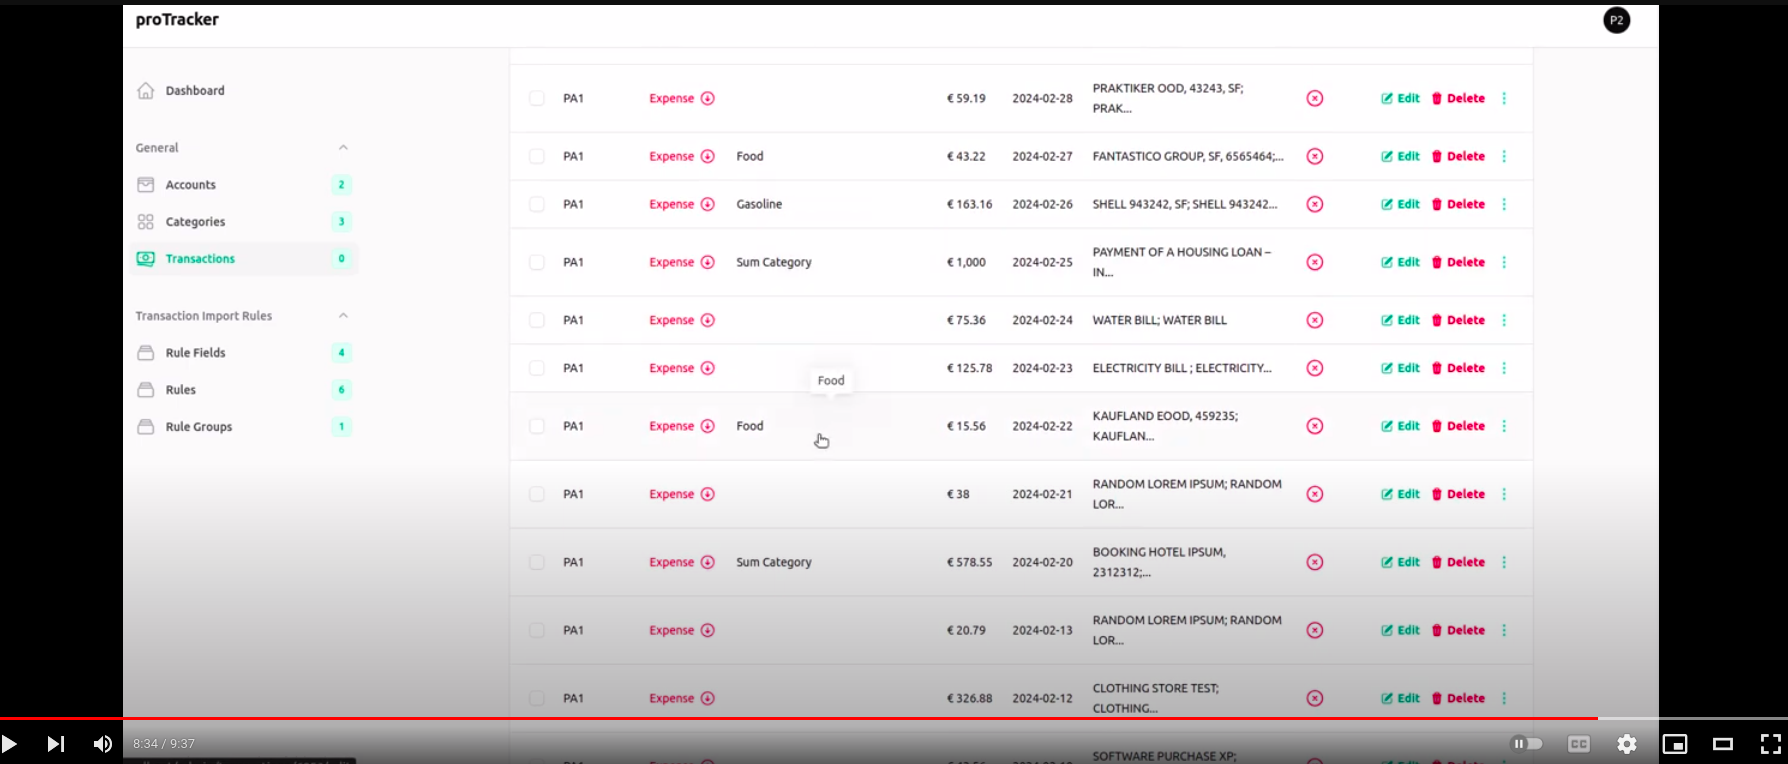 proTracker
P2
Dashboard
General
Accounts 2
Categories 3
Transactions 0
Transaction Import Rules
Rule Fields 4
Rules 6
Rule Groups 1
PA1 Expense € 59.19 2024-02-28 PRAKTIKER OOD, 43243, SF;
PRAK... Edit Delete
PA1 Expense Food € 43.22 2024-02-27 FANTASTICO GROUP, SF, 6565464;... Edit Delete
PA1 Expense Gasoline € 163.16 2024-02-26 SHELL 943242, SF; SHELL 943242... Edit Delete
PA1 Expense Sum Category € 1,000 2024-02-25 PAYMENT OF A HOUSING LOAN –
IN... Edit Delete
PA1 Expense € 75.36 2024-02-24 WATER BILL; WATER BILL Edit Delete
PA1 Expense € 125.78 2024-02-23 ELECTRICITY BILL ; ELECTRICITY... Edit Delete
Food
PA1 Expense Food € 15.56 2024-02-22 KAUFLAND EOOD, 459235;
KAUFLAN... Edit Delete
PA1 Expense € 38 2024-02-21 RANDOM LOREM IPSUM; RANDOM
LOR... Edit Delete
PA1 Expense Sum Category € 578.55 2024-02-20 BOOKING HOTEL IPSUM,
2312312;... Edit Delete
PA1 Expense € 20.79 2024-02-13 RANDOM LOREM IPSUM; RANDOM
LOR... Edit Delete
PA1 Expense € 326.88 2024-02-12 CLOTHING STORE TEST;
CLOTHING... Edit Delete
SOFTWARE PURCHASE XP;
8:34 / 9:37
CC